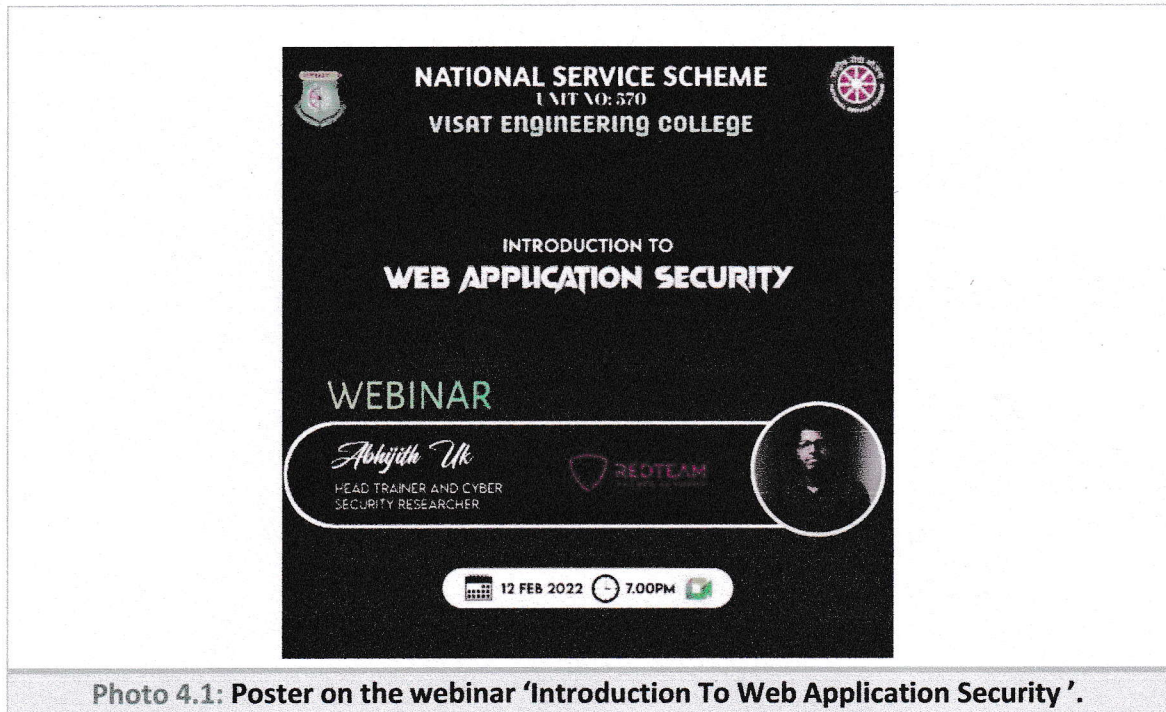 NATIONAL SERVICE SCHEME
UNIT NO: 570
VISAT ENGINEERING COLLEGE
INTRODUCTION TO
WEB APPLICATION SECURITY
WEBINAR
Abhijith Uk
HEAD TRAINER AND CYBER
SECURITY RESEARCHER
REDTEAM
12 FEB 2022 7.00PM
Photo 4.1: Poster on the webinar ‘Introduction To Web Application Security’.